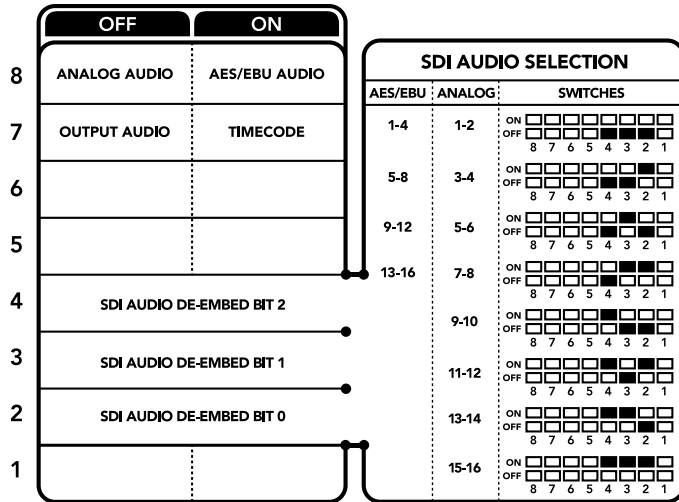 OFF ON
8 ANALOG AUDIO AES/EBU AUDIO
7 OUTPUT AUDIO TIMECODE
6
5
4 SDI AUDIO DE-EMBED BIT 2
3 SDI AUDIO DE-EMBED BIT 1
2 SDI AUDIO DE-EMBED BIT 0
1
SDI AUDIO SELECTION
AES/EBU ANALOG SWITCHES
1-4 1-2 ON
OFF
8 7 6 5 4 3 2 1
5-8 3-4 ON
OFF
8 7 6 5 4 3 2 1
9-12 5-6 ON
OFF
8 7 6 5 4 3 2 1
13-16 7-8 ON
OFF
8 7 6 5 4 3 2 1
9-10 ON
OFF
8 7 6 5 4 3 2 1
11-12 ON
OFF
8 7 6 5 4 3 2 1
13-14 ON
OFF
8 7 6 5 4 3 2 1
15-16 ON
OFF
8 7 6 5 4 3 2 1